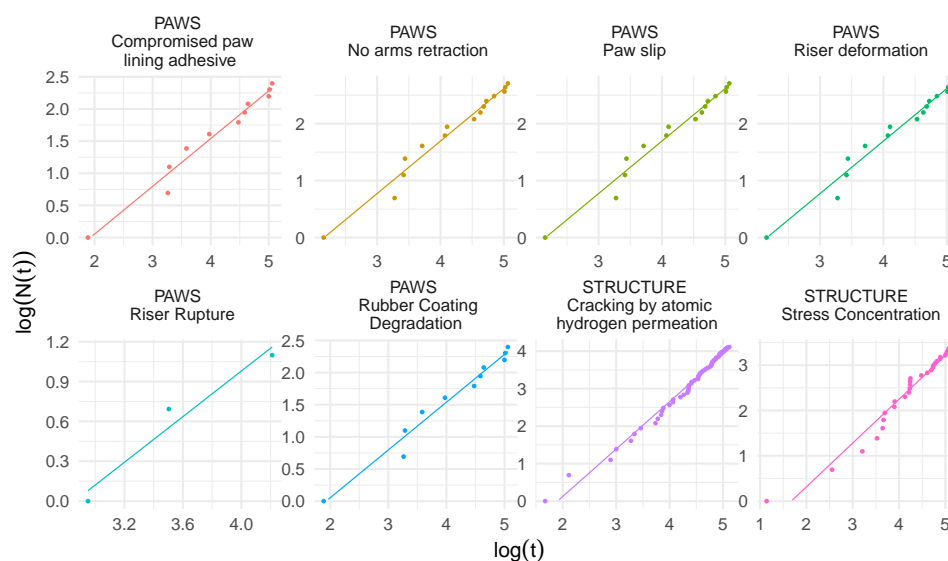 PAWS
Compromised paw
lining adhesive
PAWS
No arms retraction
PAWS
Paw slip
PAWS
Riser deformation
2.5
2.0
1.5
1.0
0.5
0.0
2 3 4 5
2
1
0
3 4 5
2
1
0
3 4 5
2
1
0
3 4 5
log(N(t))
PAWS
Riser Rupture
PAWS
Rubber Coating
Degradation
STRUCTURE
Cracking by atomic
hydrogen permeation
STRUCTURE
Stress Concentration
1.2
0.9
0.6
0.3
0.0
3.2 3.6 4.0
2.5
2.0
1.5
1.0
0.5
0.0
2 3 4 5
4
3
2
1
0
2 3 4 5
3
2
1
0
1 2 3 4 5
log(t)